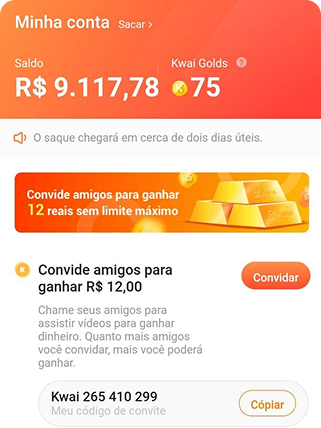 Minha conta Sacar >
Saldo
Kwai Golds ?
R$ 9.117,78
K 75
O saque chegará em cerca de dois dias úteis.
Convide amigos para ganhar
12 reais sem limite máximo
K Convide amigos para
ganhar R$ 12,00
Convidar
Chame seus amigos para
assistir vídeos para ganhar
dinheiro. Quanto mais amigos
você convidar, mais você poderá
ganhar.
Kwai 265 410 299
Meu código de convite
Cópiar